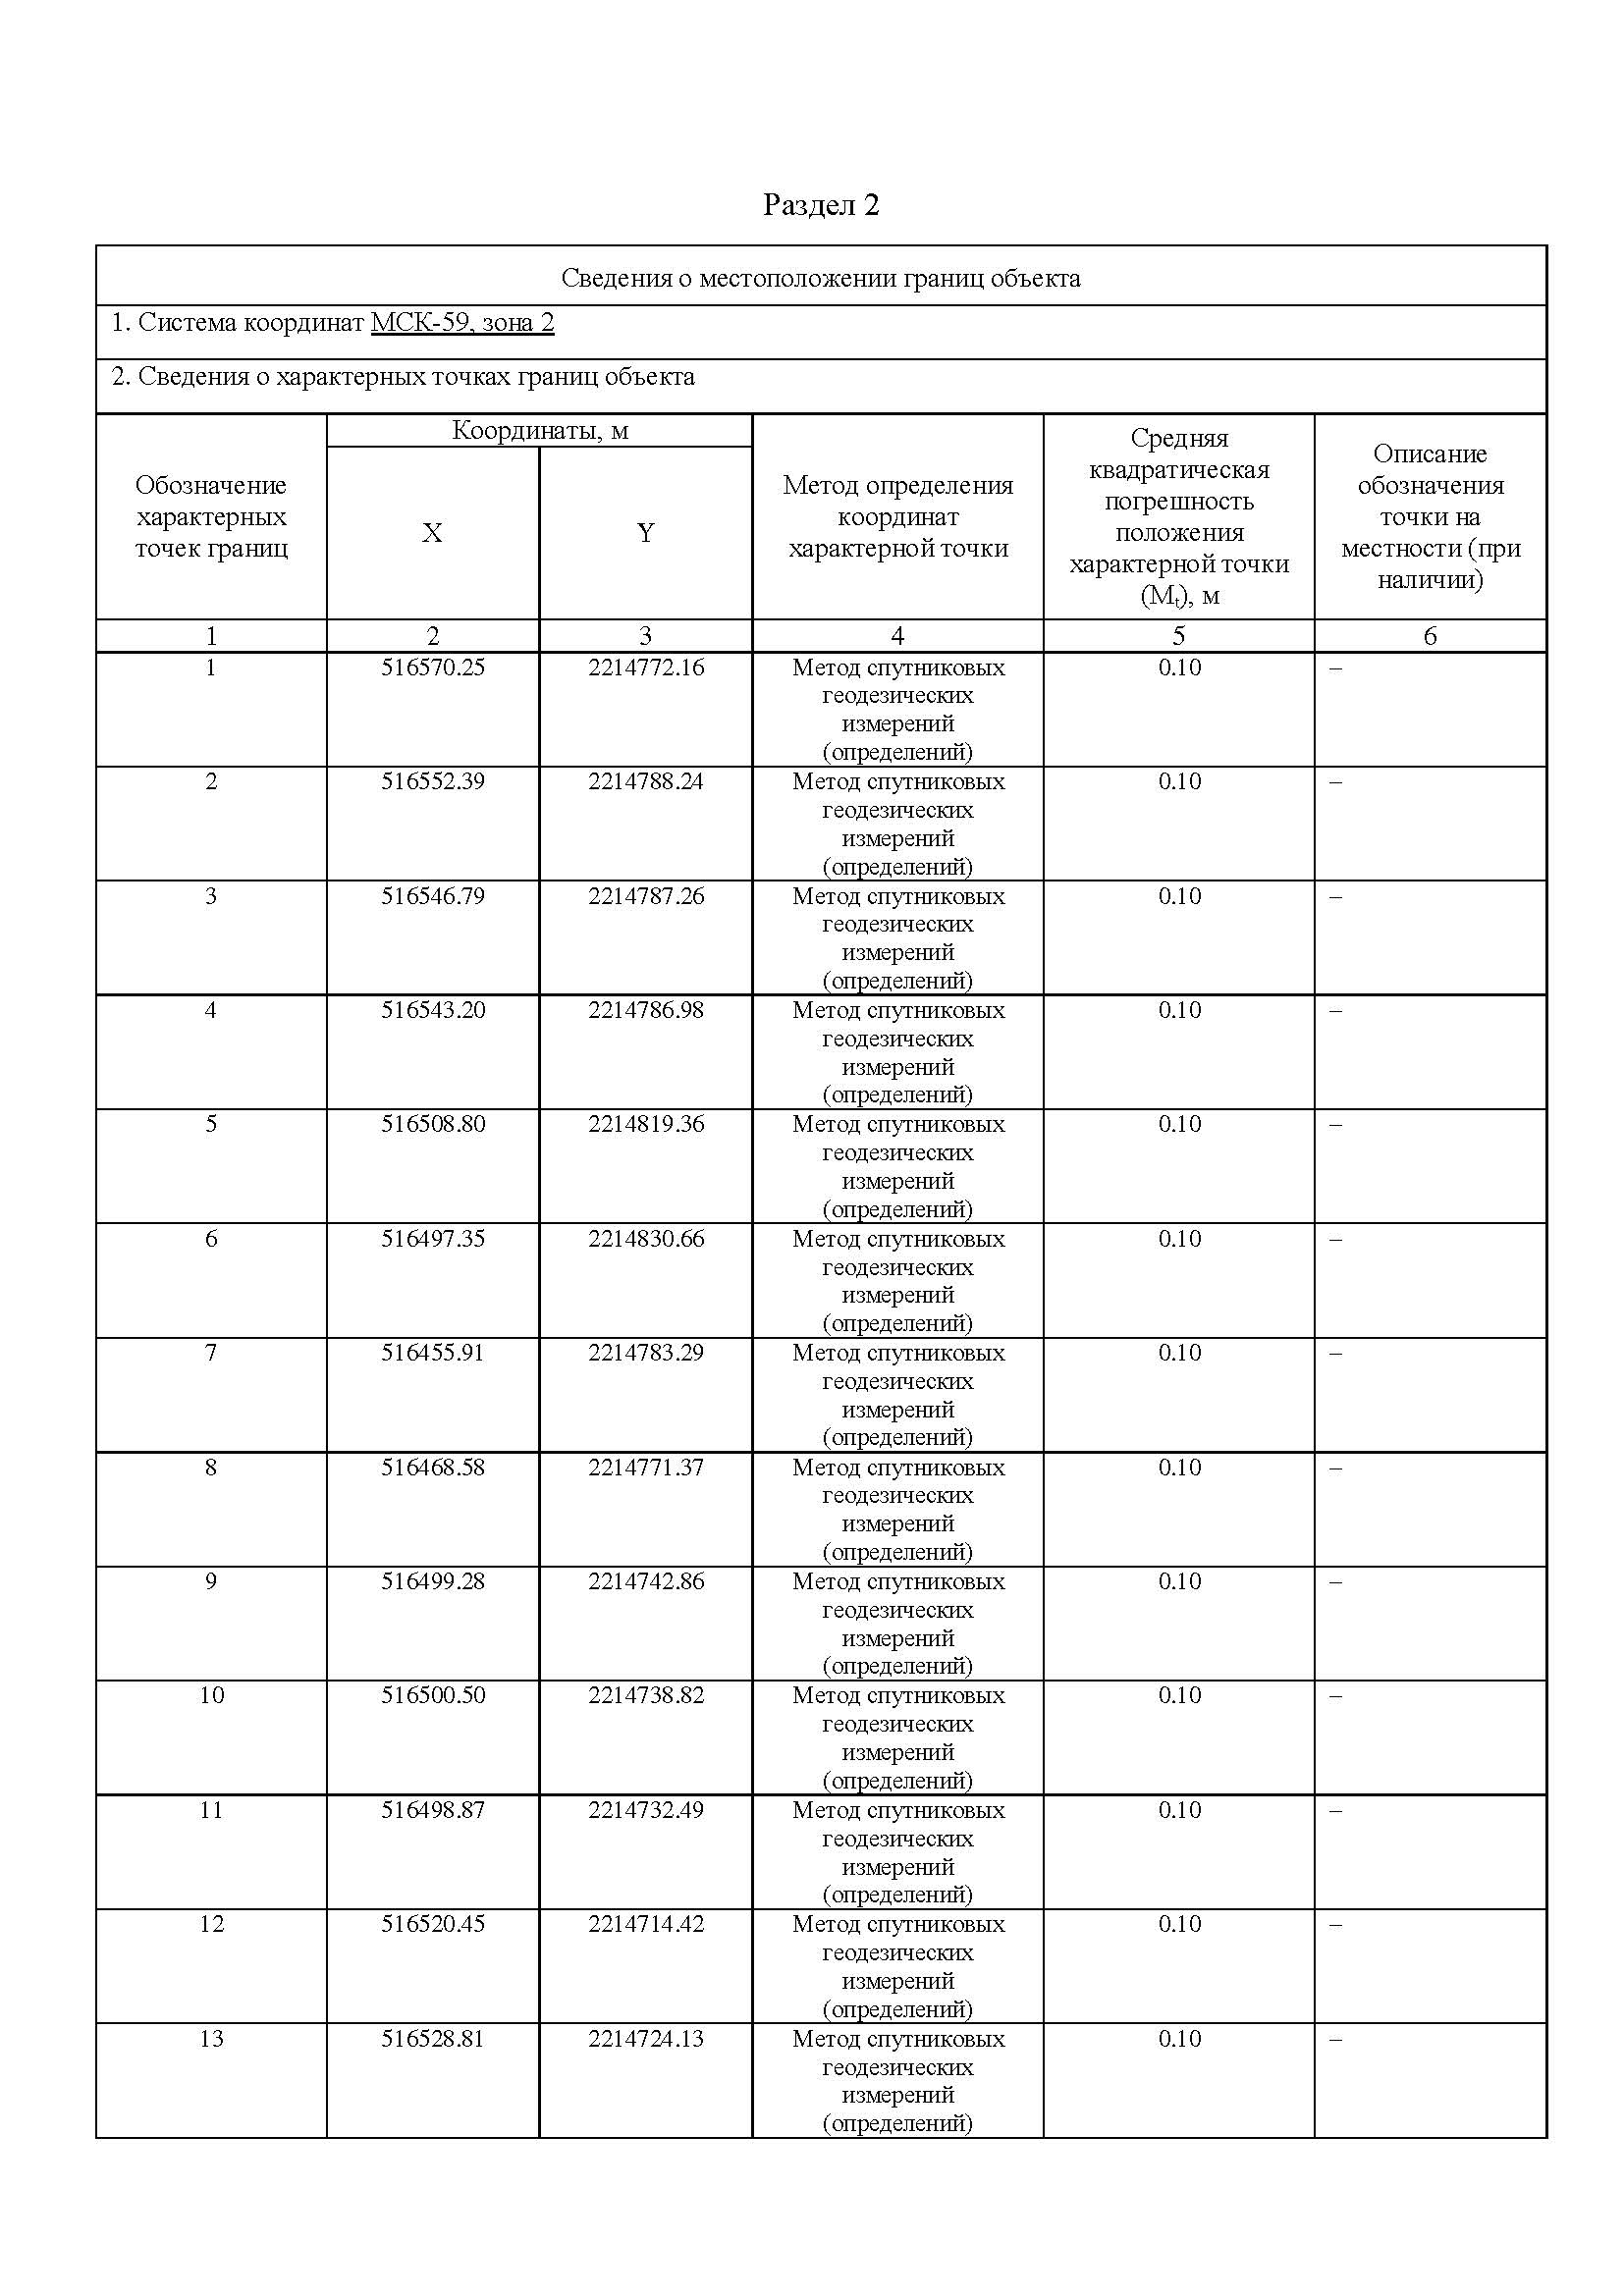 Раздел 2
Сведения о местоположении границ объекта
1. Система координат МСК-59, зона 2
2. Сведения о характерных точках границ объекта
Обозначение
характерных
точек границ
Координаты, м
X
Y
Метод определения
координат
характерной точки
Средняя
квадратическая
погрешность
положения
характерной точки
(Mt), м
Описание
обозначения
точки на
местности (при
наличии)
1 2 3 4 5 6
1 516570.25 2214772.16 Метод спутниковых 0.10 –
геодезических
измерений
(определений)
2 516552.39 2214788.24 Метод спутниковых 0.10 –
геодезических
измерений
(определений)
3 516546.79 2214787.26 Метод спутниковых 0.10 –
геодезических
измерений
(определений)
4 516543.20 2214786.98 Метод спутниковых 0.10 –
геодезических
измерений
(определений)
5 516508.80 2214819.36 Метод спутниковых 0.10 –
геодезических
измерений
(определений)
6 516497.35 2214830.66 Метод спутниковых 0.10 –
геодезических
измерений
(определений)
7 516455.91 2214783.29 Метод спутниковых 0.10 –
геодезических
измерений
(определений)
8 516468.58 2214771.37 Метод спутниковых 0.10 –
геодезических
измерений
(определений)
9 516499.28 2214742.86 Метод спутниковых 0.10 –
геодезических
измерений
(определений)
10 516500.50 2214738.82 Метод спутниковых 0.10 –
геодезических
измерений
(определений)
11 516498.87 2214732.49 Метод спутниковых 0.10 –
геодезических
измерений
(определений)
12 516520.45 2214714.42 Метод спутниковых 0.10 –
геодезических
измерений
(определений)
13 516528.81 2214724.13 Метод спутниковых 0.10 –
геодезических
измерений
(определений)